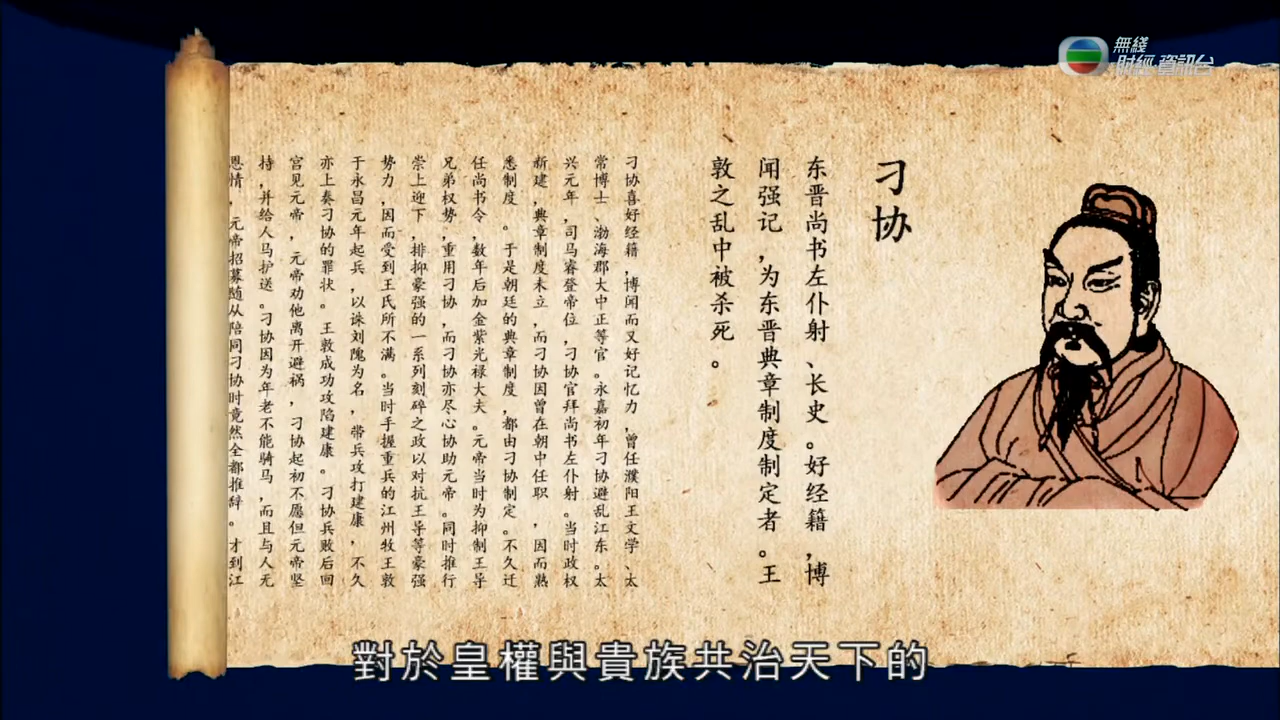 無綫
財經·資訊台
刁协
东晋尚书左仆射、长史。好经籍,博
闻强记,为东晋典章制度制定者。王
敦之乱中被杀死。
刁协喜好经籍,博闻而又好记忆力,曾任濮阳王文学、太
常博士、渤海郡大中正等官。永嘉初年刁协避乱江东。太
兴元年,司马睿登帝位,刁协官拜尚书左仆射。当时政权
新建,典章制度未立,而刁协因曾在朝中任职,因而熟
悉制度。于是朝廷的典章制度,都由刁协制定。不久迁
任尚书令,数年后加金紫光禄大夫。元帝当时为抑制王导
兄弟权势,重用刁协,而刁协亦尽心协助元帝。同时推行
崇上迎下,排抑豪强的一系列刻碎之政以对抗王导等豪强
势力,因而受到王氏所不满。当时手握重兵的江州牧王敦
于永昌元年起兵,以诛刘隗为名,带兵攻打建康,不久
亦上奏刁协的罪状。王敦成功攻陷建康。刁协兵败后回
宫见元帝,元帝劝他离开避祸,刁协起初不愿但元帝坚
持,并给人马护送。刁协因为年老不能骑马,而且与人无
恩情,元帝招募随从陪同刁协时竟然全都推辞。才到江
對於皇權與貴族共治天下的